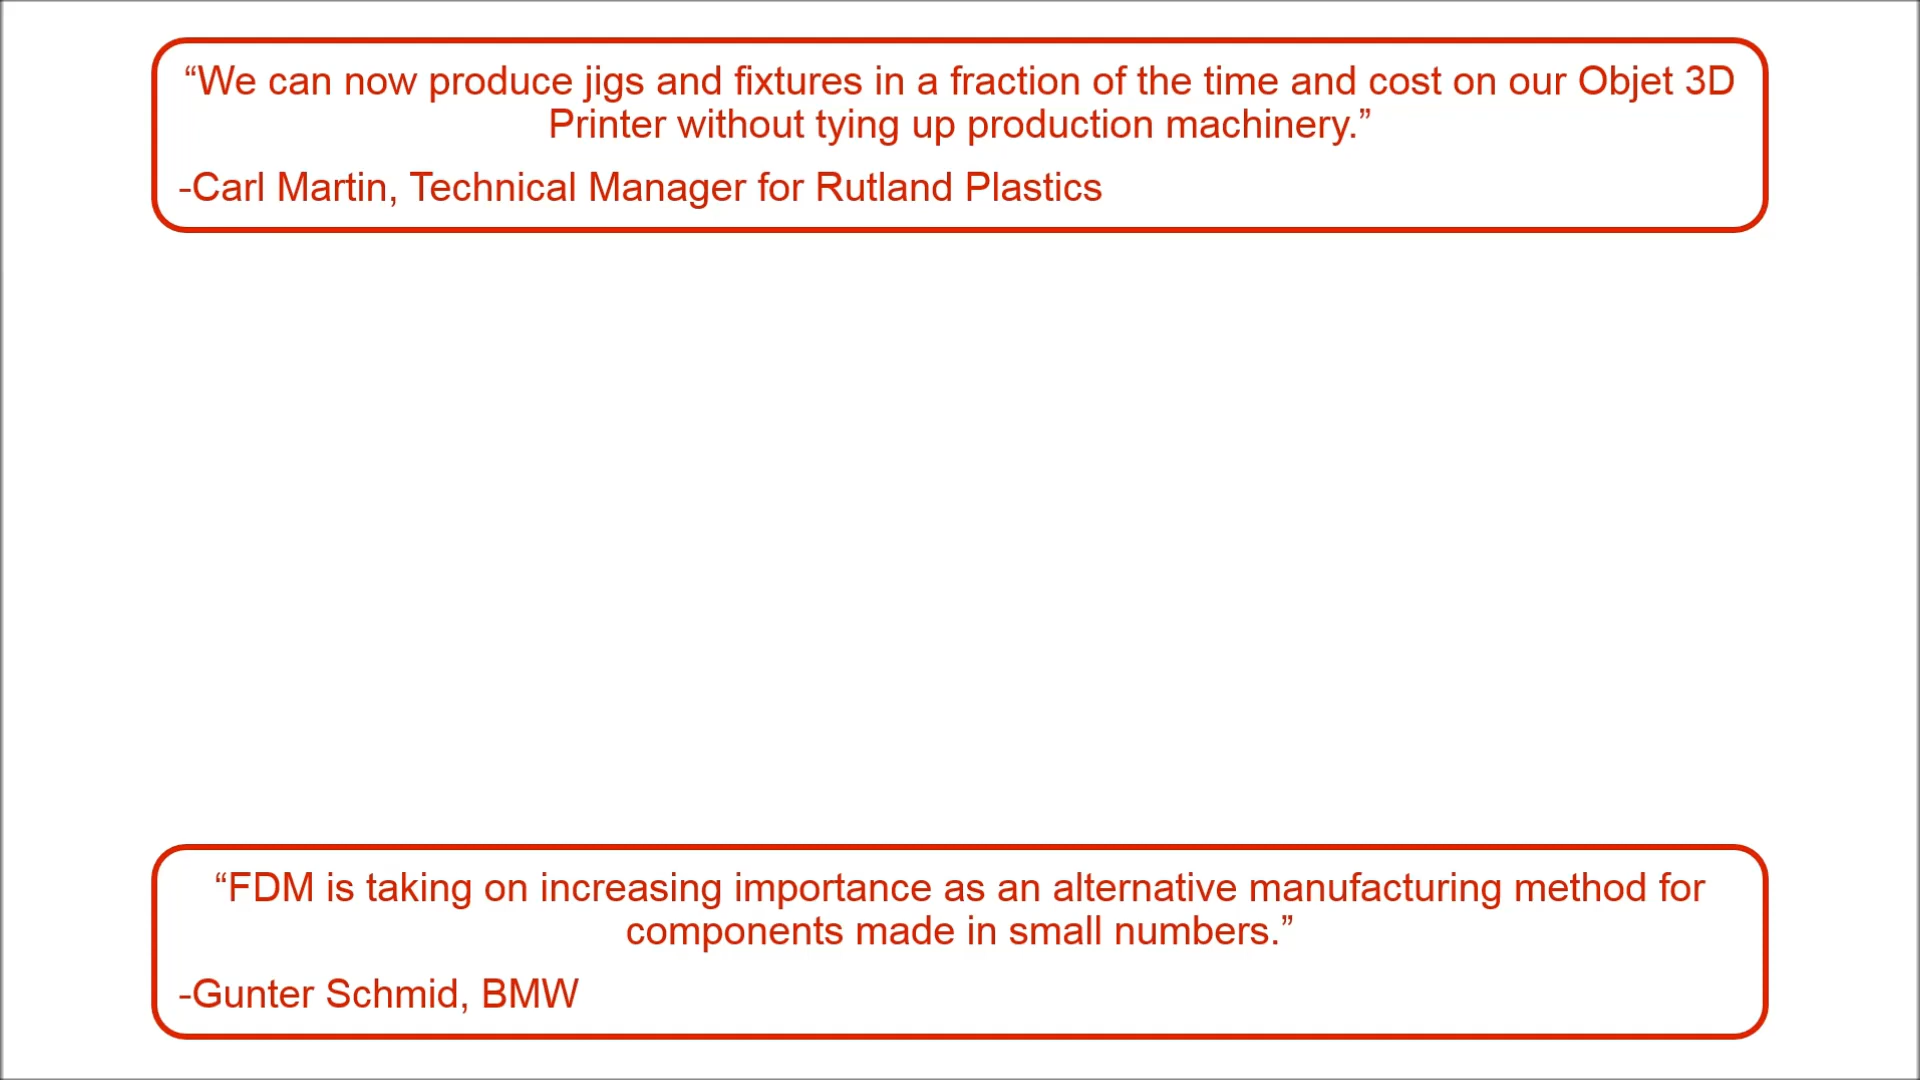 “We can now produce jigs and fixtures in a fraction of the time and cost on our Objet 3D
Printer without tying up production machinery.”
-Carl Martin, Technical Manager for Rutland Plastics
“FDM is taking on increasing importance as an alternative manufacturing method for
components made in small numbers.”
-Gunter Schmid, BMW